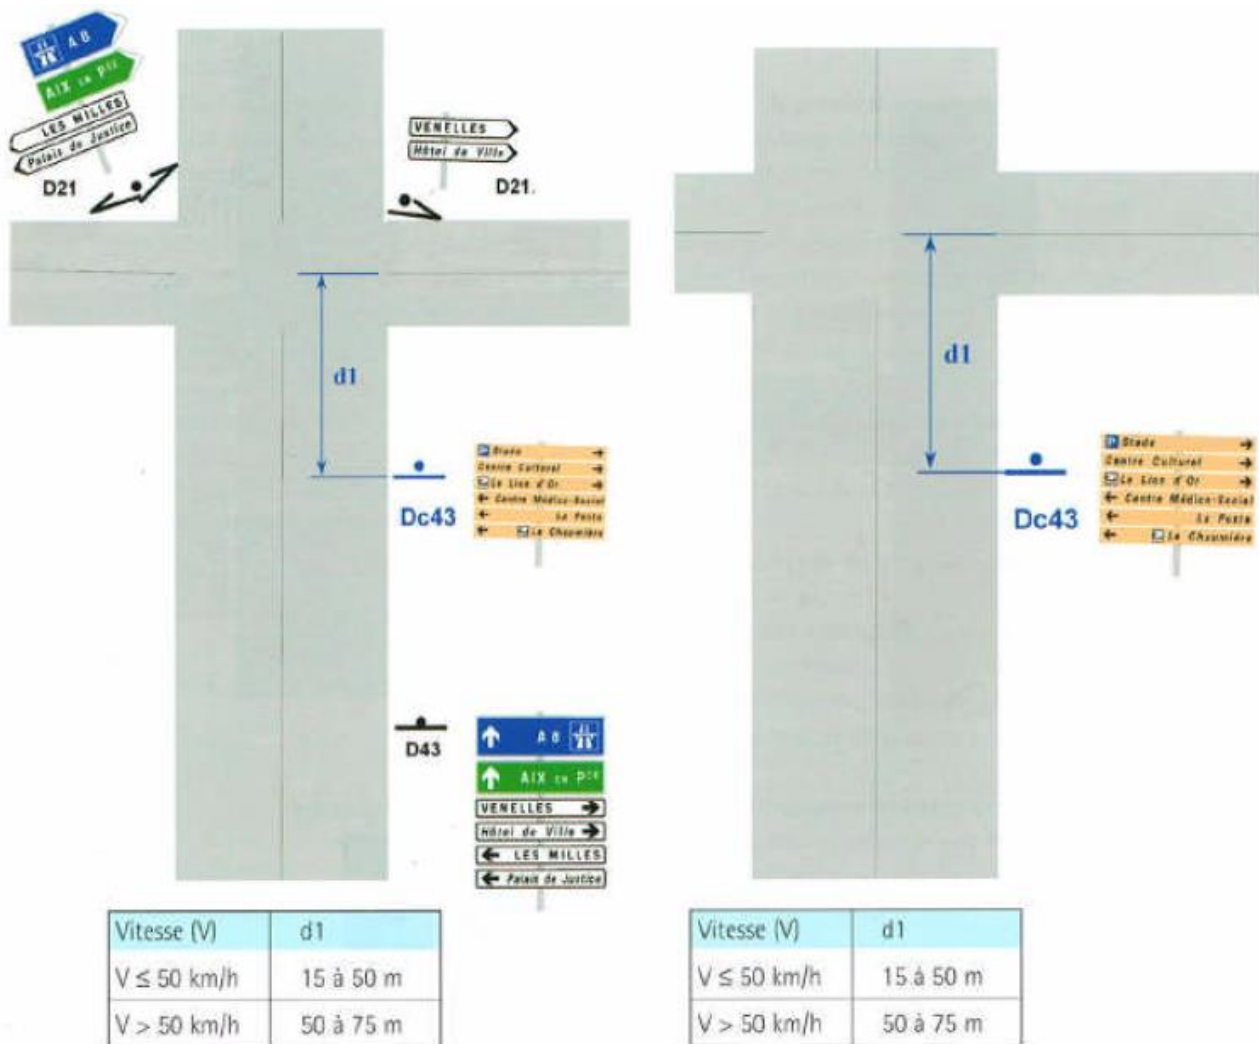 A 8
AIX EN PCE
LES MILLES
Palais de Justice
D21
VENELLES
Hôtel de Ville
D21.
d1
Dc43
Stade
Centre Culturel
Le Lion d'Or
Centre Médico-Social
La Poste
La Chaumière
D43
A 8
AIX EN PCE
VENELLES
Hôtel de Ville
LES MILLES
Palais de Justice
Vitesse (V) d1
V ≤ 50 km/h 15 à 50 m
V > 50 km/h 50 à 75 m
d1
Dc43
Stade
Centre Culturel
Le Lion d'Or
Centre Médico-Social
La Poste
La Chaumière
Vitesse (V) d1
V ≤ 50 km/h 15 à 50 m
V > 50 km/h 50 à 75 m